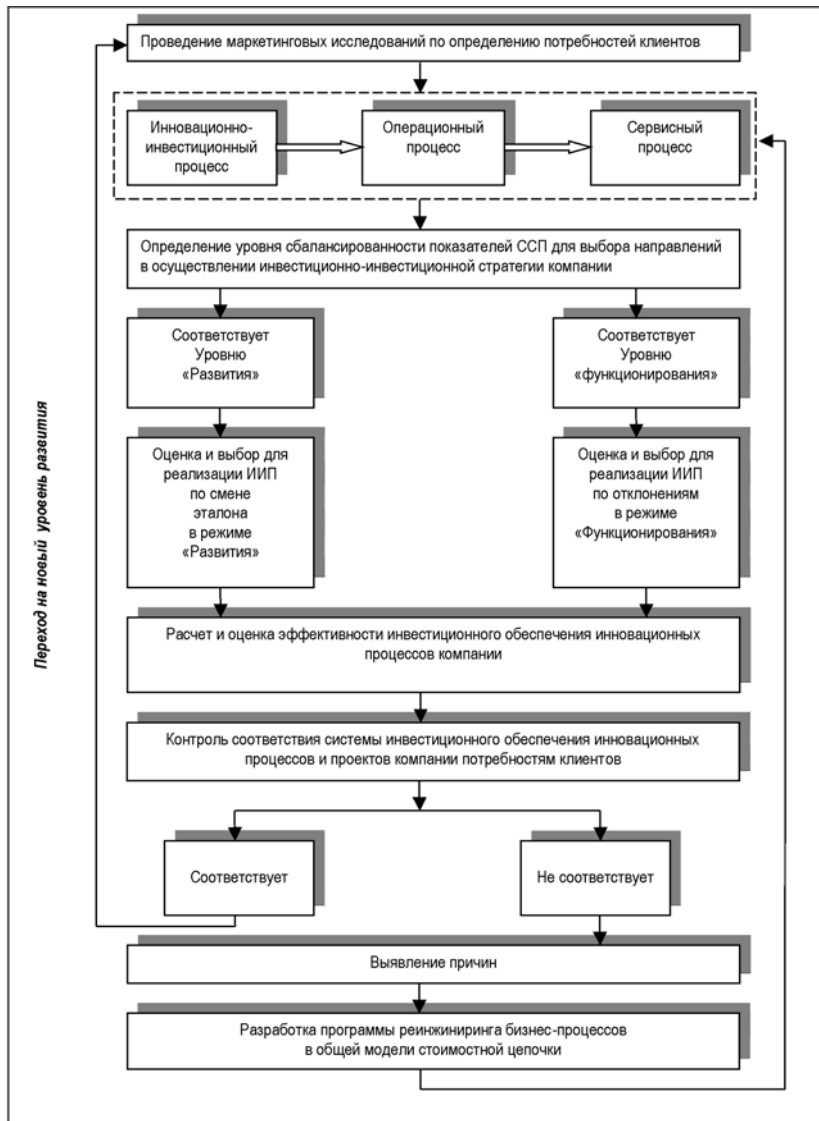 Проведение маркетинговых исследований по определению потребностей клиентов
Инновационно-
инвестиционный
процесс
Операционный
процесс
Сервисный
процесс
Определение уровня сбалансированности показателей ССП для выбора направлений
в осуществлении инвестиционно-инвестиционной стратегии компании
Соответствует
Уровню
«Развития»
Соответствует
Уровню
«функционирования»
Оценка и выбор для
реализации ИИП
по смене
эталона
в режиме
«Развития»
Оценка и выбор для
реализации ИИП
по отклонениям
в режиме
«Функционирования»
Переход на новый уровень развития
Расчет и оценка эффективности инвестиционного обеспечения инновационных
процессов компании
Контроль соответствия системы инвестиционного обеспечения инновационных
процессов и проектов компании потребностям клиентов
Соответствует
Не соответствует
Выявление причин
Разработка программы реинжиниринга бизнес-процессов
в общей модели стоимостной цепочки